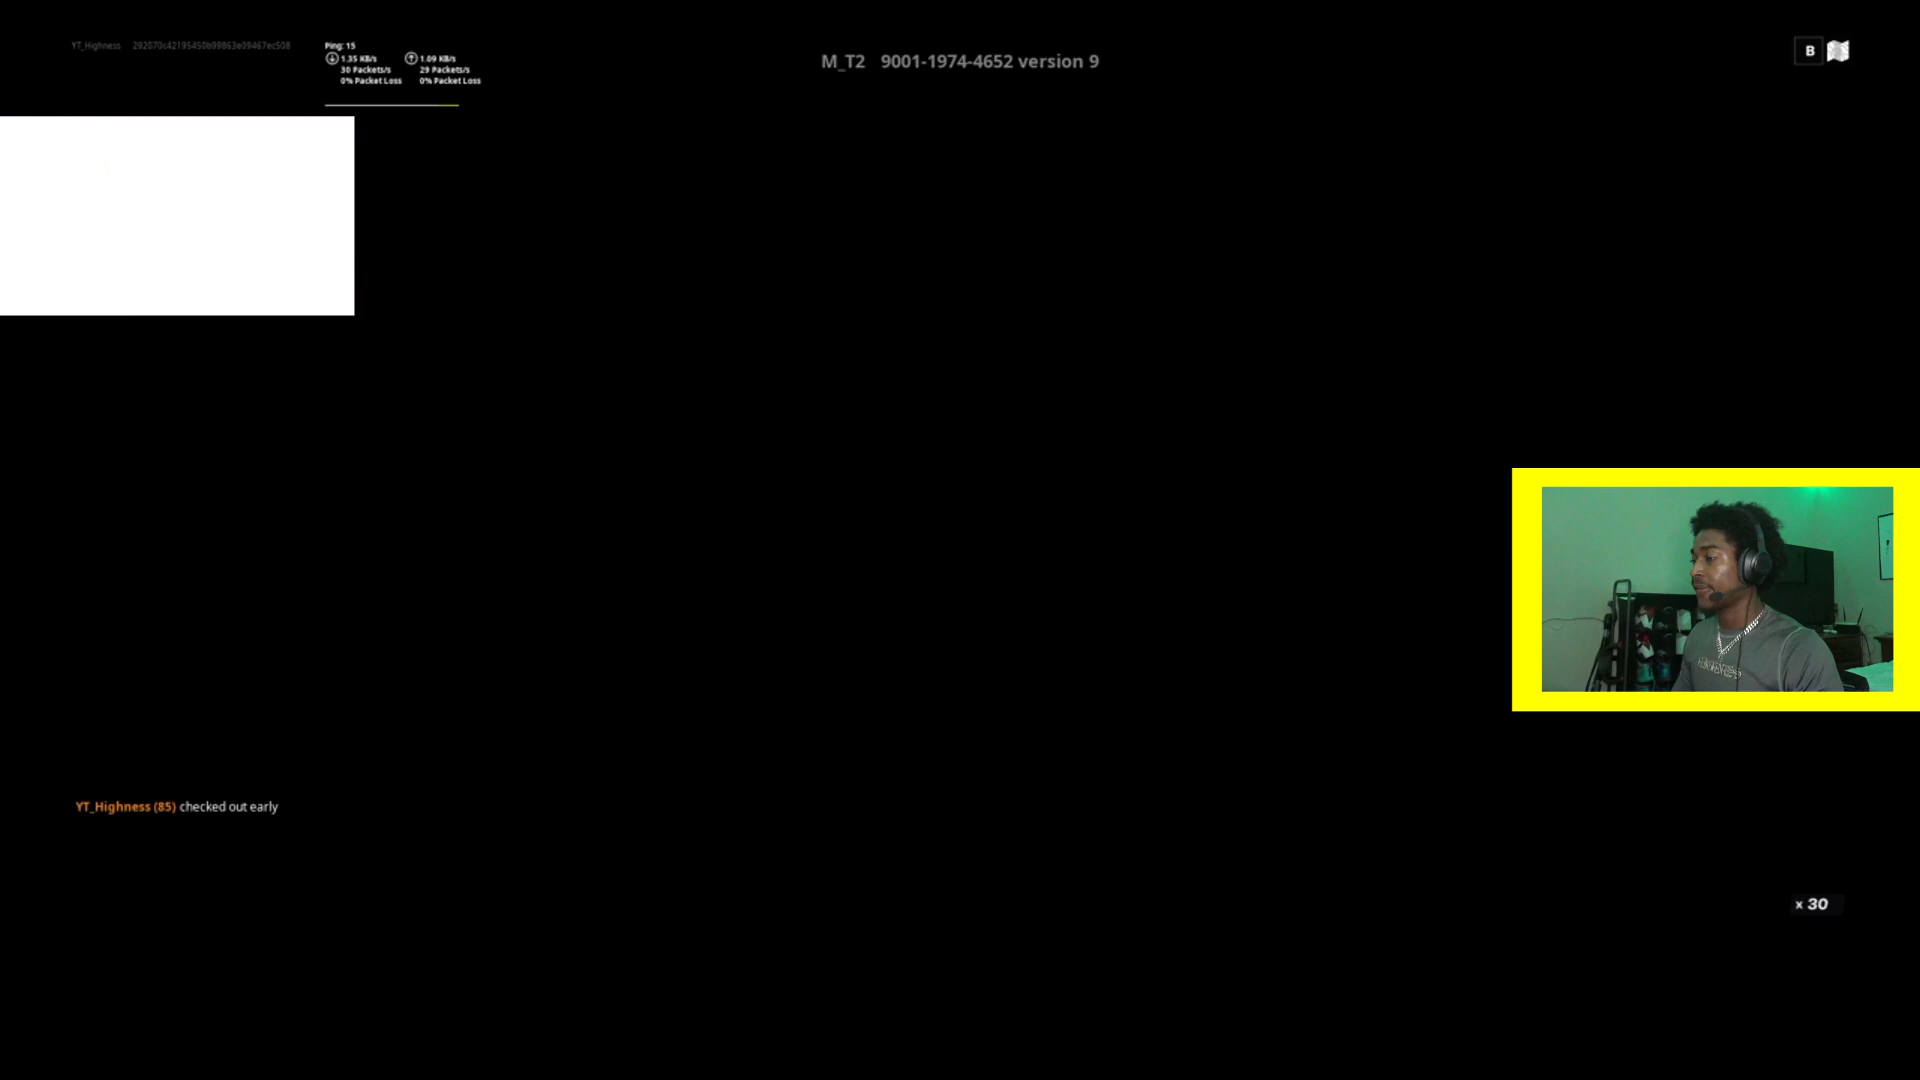 YT_Highness 292070c42195450b99863e09467ec508
Ping: 15
1.35 KB/s 1.09 KB/s
30 Packets/s 29 Packets/s
0% Packet Loss 0% Packet Loss
M_T2 9001-1974-4652 version 9
B
YT_Highness (85) checked out early
x 30